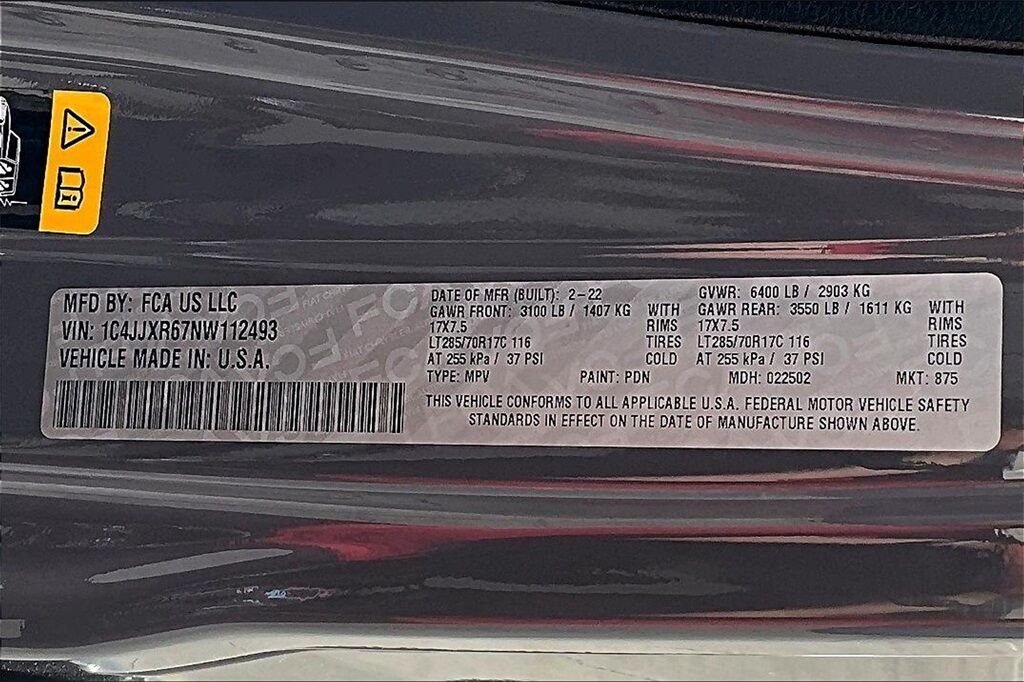 MFD BY: FCA US LLC
VIN: 1C4JJXR67NW112493
VEHICLE MADE IN: U.S.A.
DATE OF MFR (BUILT): 2-22
GAWR FRONT: 3100 LB / 1407 KG WITH
17X7.5 RIMS
LT285/70R17C 116 TIRES
AT 255 kPa / 37 PSI COLD
GVWR: 6400 LB / 2903 KG
GAWR REAR: 3550 LB / 1611 KG WITH
17X7.5 RIMS
LT285/70R17C 116 TIRES
AT 255 kPa / 37 PSI COLD
TYPE: MPV PAINT: PDN MDH: 022502 MKT: 875
THIS VEHICLE CONFORMS TO ALL APPLICABLE U.S.A. FEDERAL MOTOR VEHICLE SAFETY
STANDARDS IN EFFECT ON THE DATE OF MANUFACTURE SHOWN ABOVE.